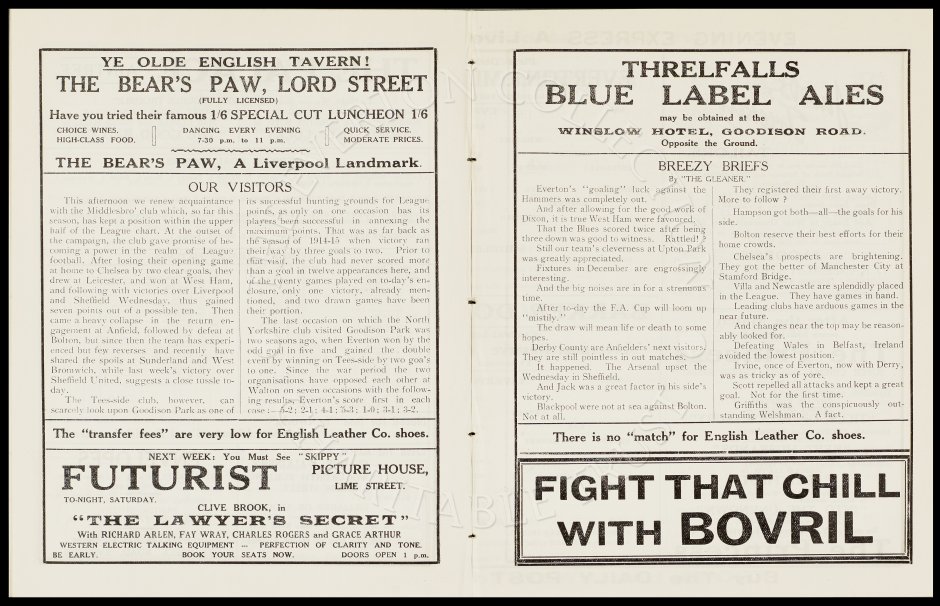 YE OLDE ENGLISH TAVERN!
THE BEAR'S PAW, LORD STREET
(FULLY LICENSED)
Have you tried their famous 1/6 SPECIAL CUT LUNCHEON 1/6
CHOICE WINES. DANCING EVERY EVENING QUICK SERVICE.
HIGH-CLASS FOOD. 7-30 p.m. to 11 p.m. MODERATE PRICES.
THE BEAR'S PAW, A Liverpool Landmark.
OUR VISITORS
This afternoon we renew acquaintance
with the Middlesbro' club which, so far this
season, has kept a position within the upper
half of the League chart. At the outset of
the campaign, the club gave promise of be-
coming a power in the realm of League
football. After losing their opening game
at home to Chelsea by two clear goals, they
drew at Leicester, and won at West Ham,
and following with victories over Liverpool
and Sheffield Wednesday, thus gained
seven points out of a possible ten. Then
came a heavy collapse in the return en-
gagement at Anfield, followed by defeat at
Bolton, but since then the team has experi-
enced but few reverses and recently have
shared the spoils at Sunderland and West
Bromwich, while last week's victory over
Sheffield United, suggests a close tussle to-
day.
The Tees-side club, however, can
scarcely look upon Goodison Park as one of
its successful hunting grounds for League
points, as only on one occasion has its
players been successful in annexing the
maximum points. That was as far back as
the season of 1914-15 when victory ran
their way by three goals to two. Prior to
that visit, the club had never scored more
than a goal in twelve appearances here, and
of the twenty games played on to-day's en-
closure, only one victory, already men-
tioned, and two drawn games have been
their portion.
The last occasion on which the North
Yorkshire club visited Goodison Park was
two seasons ago, when Everton won by the
odd goal in five and gained the double
event by winning on Tees-side by two goals
to one. Since the war period the two
organisations have opposed each other at
Walton on seven occasions with the follow-
ing results, Everton's score first in each
case:—5-2; 2-1; 4-1; 5-3; 1-0; 3-1; 3-2.
The "transfer fees" are very low for English Leather Co. shoes.
NEXT WEEK: You Must See "SKIPPY"
FUTURIST PICTURE HOUSE,
LIME STREET.
TO-NIGHT, SATURDAY.
CLIVE BROOK, in
"THE LAWYER'S SECRET"
With RICHARD ARLEN, FAY WRAY, CHARLES ROGERS and GRACE ARTHUR
WESTERN ELECTRIC TALKING EQUIPMENT — PERFECTION OF CLARITY AND TONE.
BE EARLY. BOOK YOUR SEATS NOW. DOORS OPEN 1 p.m.
THRELFALLS
BLUE LABEL ALES
may be obtained at the
WINSLOW HOTEL, GOODISON ROAD.
Opposite the Ground.
BREEZY BRIEFS
By "THE GLEANER"
Everton's "goaling" luck against the
Hammers was completely out.
And after allowing for the good work of
Dixon, it is true West Ham were favoured.
That the Blues scored twice after being
three down was good to witness. Rattled!?
Still our team's cleverness at Upton Park
was greatly appreciated.
Fixtures in December are engrossingly
interesting.
And the big noises are in for a strenuous
time.
After to-day the F.A. Cup will loom up
"mistily."
The draw will mean life or death to some
hopes.
Derby County are Anfielders' next visitors.
They are still pointless in out matches.
It happened. The Arsenal upset the
Wednesday in Sheffield.
And Jack was a great factor in his side's
victory.
Blackpool were not at sea against Bolton.
Not at all.
They registered their first away victory.
More to follow?
Hampson got both—all—the goals for his
side.
Bolton reserve their best efforts for their
home crowds.
Chelsea's prospects are brightening.
They got the better of Manchester City at
Stamford Bridge.
Villa and Newcastle are splendidly placed
in the League. They have games in hand.
Leading clubs have arduous games in the
near future.
And changes near the top may be reason-
ably looked for.
Defeating Wales in Belfast, Ireland
avoided the lowest position.
Irvine, once of Everton, now with Derry,
was as tricky as of yore.
Scott repelled all attacks and kept a great
goal. Not for the first time.
Griffiths was the conspicuously out-
standing Welshman. A fact.
There is no "match" for English Leather Co. shoes.
FIGHT THAT CHILL
WITH BOVRIL